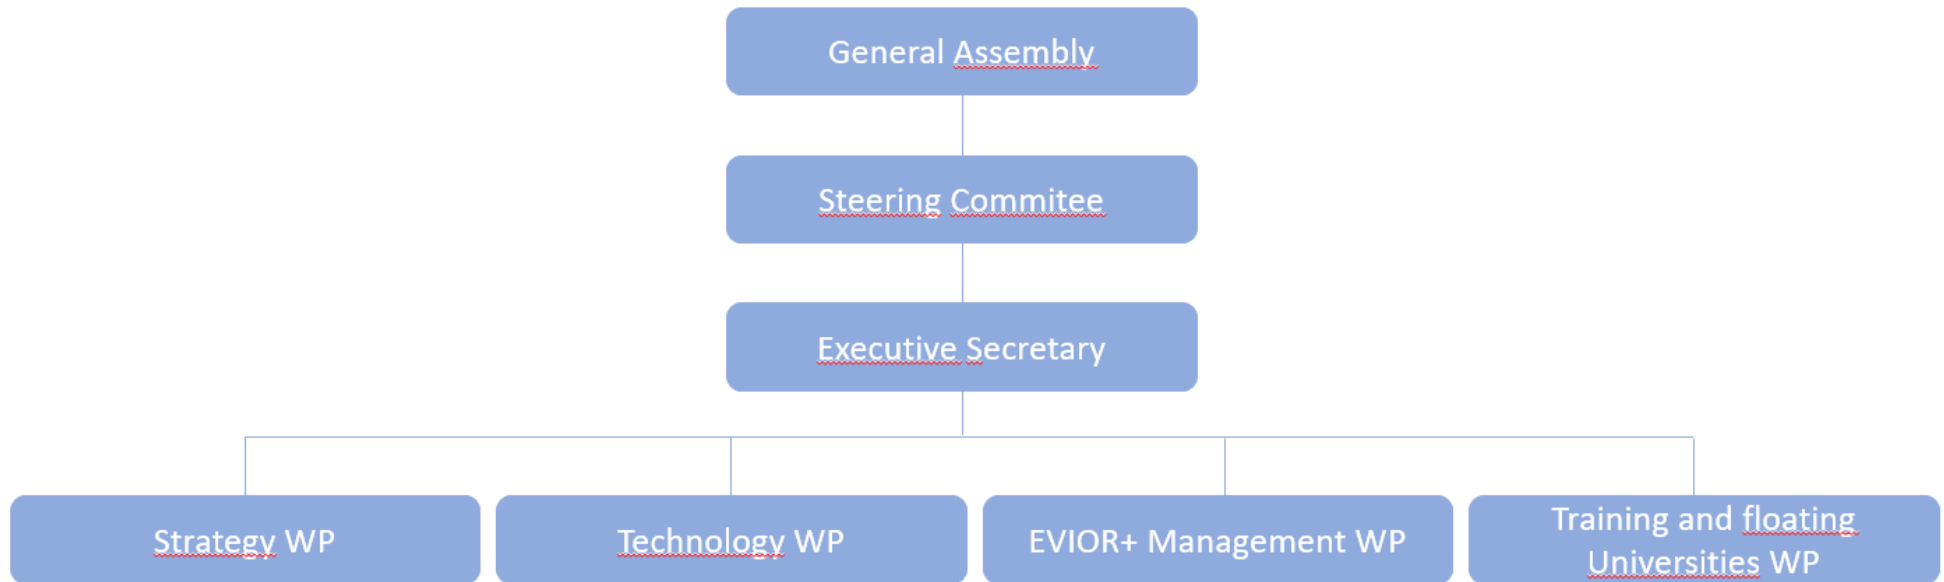 General Assembly
Steering Commitee
Executive Secretary
Strategy WP
Technology WP
EVIOR+ Management WP
Training and floating
Universities WP